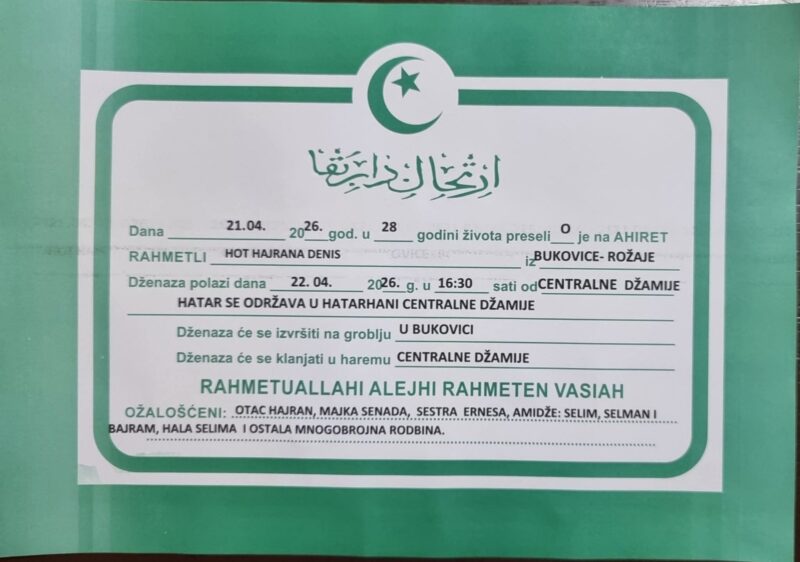 ارتحال دار بقا
Dana 21.04. 2026. god. u 28 godini života preseli O je na AHIRET
RAHMETLI HOT HAJRANA DENIS iz BUKOVICE- ROŽAJE
Dženaza polazi dana 22. 04. 2026. g. u 16:30 sati od CENTRALNE DŽAMIJE
HATAR SE ODRŽAVA U HATARHANI CENTRALNE DŽAMIJE
Dženaza će se izvršiti na groblju U BUKOVICI
Dženaza će se klanjati u haremu CENTRALNE DŽAMIJE
RAHMETUALLAHI ALEJHI RAHMETEN VASIAH
OŽALOŠĆENI: OTAC HAJRAN, MAJKA SENADA, SESTRA ERNESA, AMIDŽE: SELIM, SELMAN I
BAJRAM, HALA SELIMA I OSTALA MNOGOBROJNA RODBINA.